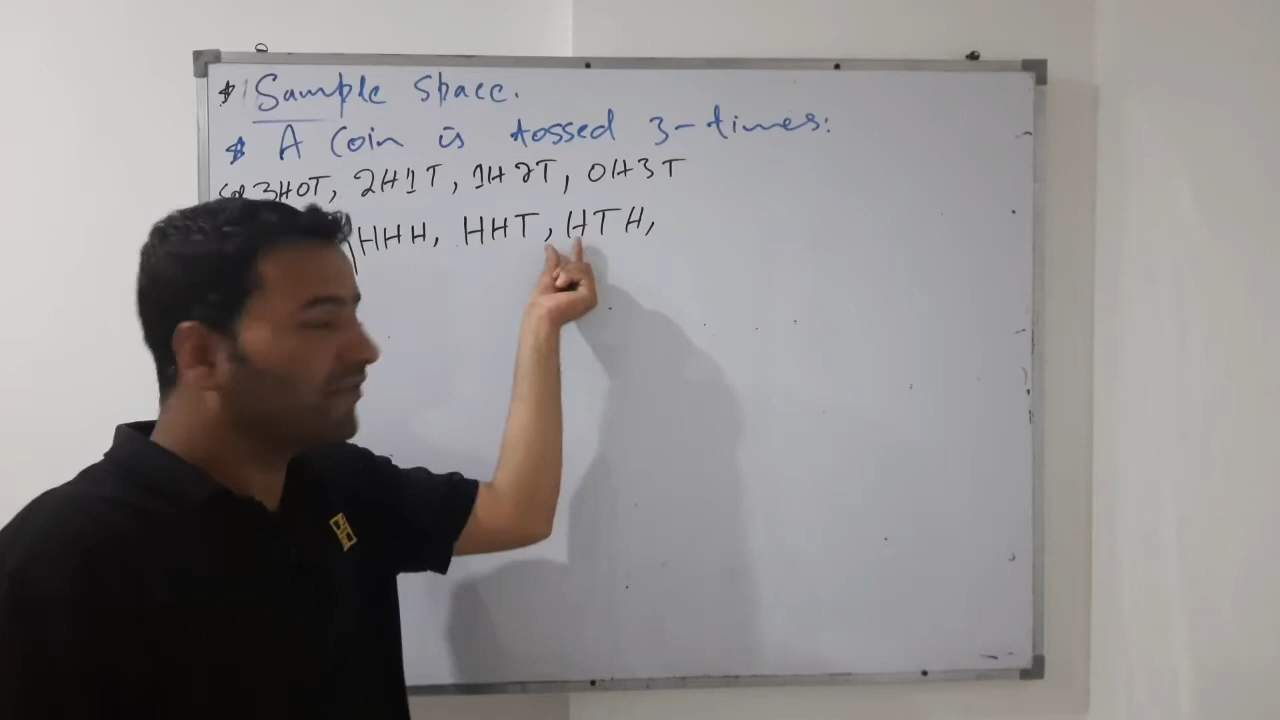 * Sample space.
* A coin is tossed 3-times:
3H0T, 2H1T, 1H2T, 0H3T
HHH, HHT, HTH,